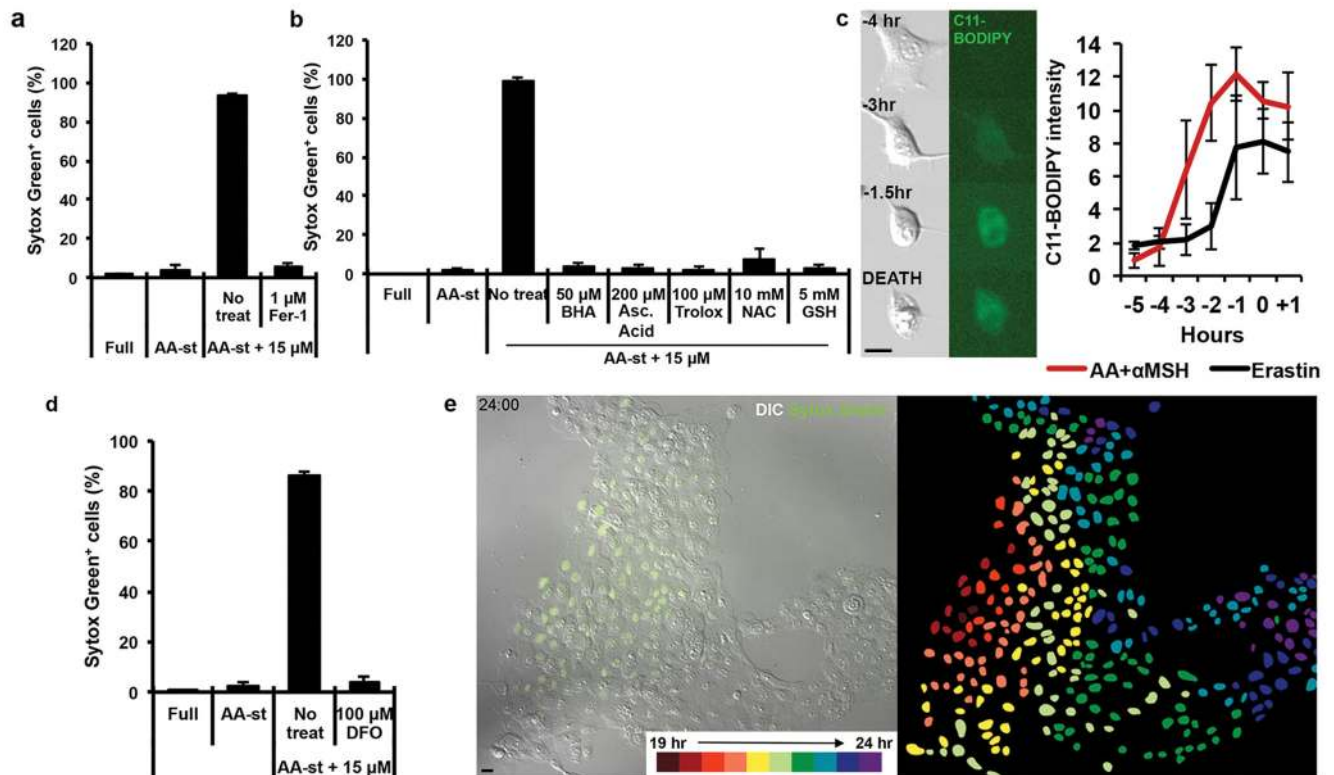 a
Sytox Green⁺ cells (%)
120
100
80
60
40
20
0
Full
AA-st
No
treat
1 µM
Fer-1
AA-st + 15 µM
b
Sytox Green⁺ cells (%)
120
100
80
60
40
20
0
Full
AA-st
No treat
50 µM
BHA
200 µM
Asc.
Acid
100 µM
Trolox
10 mM
NAC
5 mM
GSH
AA-st + 15 µM
c
-4 hr
-3hr
-1.5hr
DEATH
C11-
BODIPY
C11-BODIPY intensity
14
12
10
8
6
4
2
0
-5 -4 -3 -2 -1 0 +1
Hours
AA+αMSH Erastin
d
Sytox Green⁺ cells (%)
100
80
60
40
20
0
Full
AA-st
No
treat
100 µM
DFO
AA-st + 15 µM
e
24:00
DIC Sytox Green
19 hr 24 hr